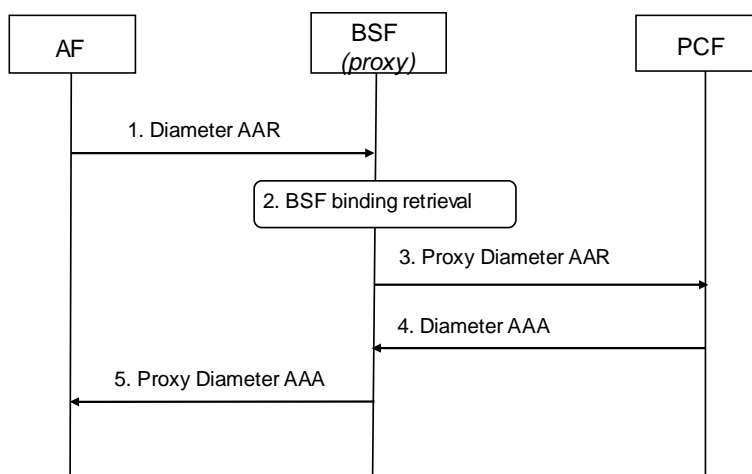 AF
BSF
(proxy)
PCF
1. Diameter AAR
2. BSF binding retrieval
3. Proxy Diameter AAR
4. Diameter AAA
5. Proxy Diameter AAA